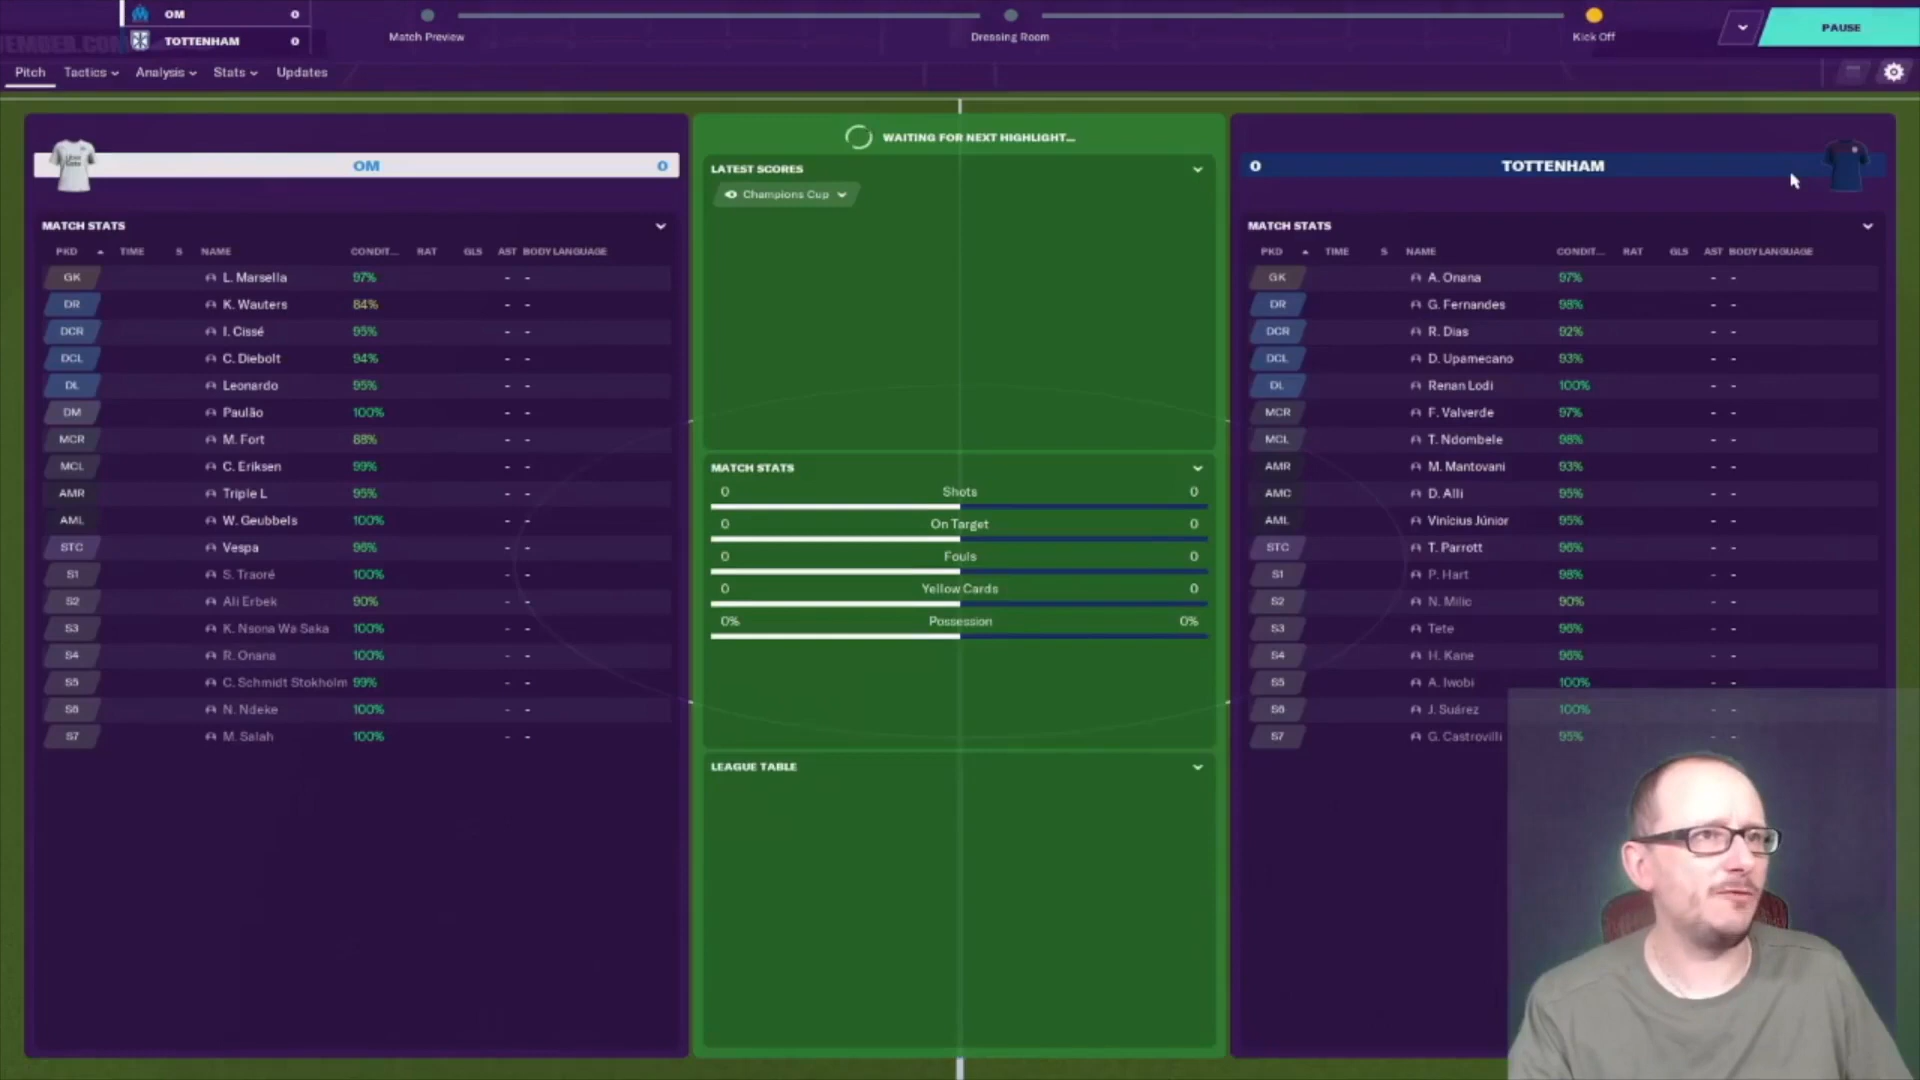 OM 0
TOTTENHAM 0
Match Preview
Dressing Room
Kick Off
PAUSE
Pitch Tactics Analysis Stats Updates
OM 0
MATCH STATS
PKD TIME S NAME CONDIT... RAT GLS AST BODY LANGUAGE
GK L. Marsella 97% - -
DR K. Wauters 84% - -
DCR I. Cissé 95% - -
DCL C. Diebolt 94% - -
DL Leonardo 95% - -
DM Paulão 100% - -
MCR M. Fort 88% - -
MCL C. Eriksen 99% - -
AMR Triple L 95% - -
AML W. Geubbels 100% - -
STC Vespa 96% - -
S1 S. Traoré 100% - -
S2 Ali Erbek 90% - -
S3 K. Nsona Wa Saka 100% - -
S4 R. Onana 100% - -
S5 C. Schmidt Stokholm 99% - -
S6 N. Ndeke 100% - -
S7 M. Salah 100% - -
WAITING FOR NEXT HIGHLIGHT...
LATEST SCORES
Champions Cup
MATCH STATS
0 Shots 0
0 On Target 0
0 Fouls 0
0 Yellow Cards 0
0% Possession 0%
LEAGUE TABLE
0 TOTTENHAM
MATCH STATS
PKD TIME S NAME CONDIT... RAT GLS AST BODY LANGUAGE
GK A. Onana 97% - -
DR G. Fernandes 98% - -
DCR R. Dias 92% - -
DCL D. Upamecano 93% - -
DL Renan Lodi 100% - -
MCR F. Valverde 97% - -
MCL T. Ndombele 98% - -
AMR M. Mantovani 93% - -
AMC D. Alli 95% - -
AML Vinícius Júnior 95% - -
STC T. Parrott 96% - -
S1 P. Hart 98% - -
S2 N. Milic 90% - -
S3 Tete 96% - -
S4 H. Kane 96% - -
S5 A. Iwobi 100% - -
S6 J. Suárez 100% - -
S7 G. Castrovilli 95% - -